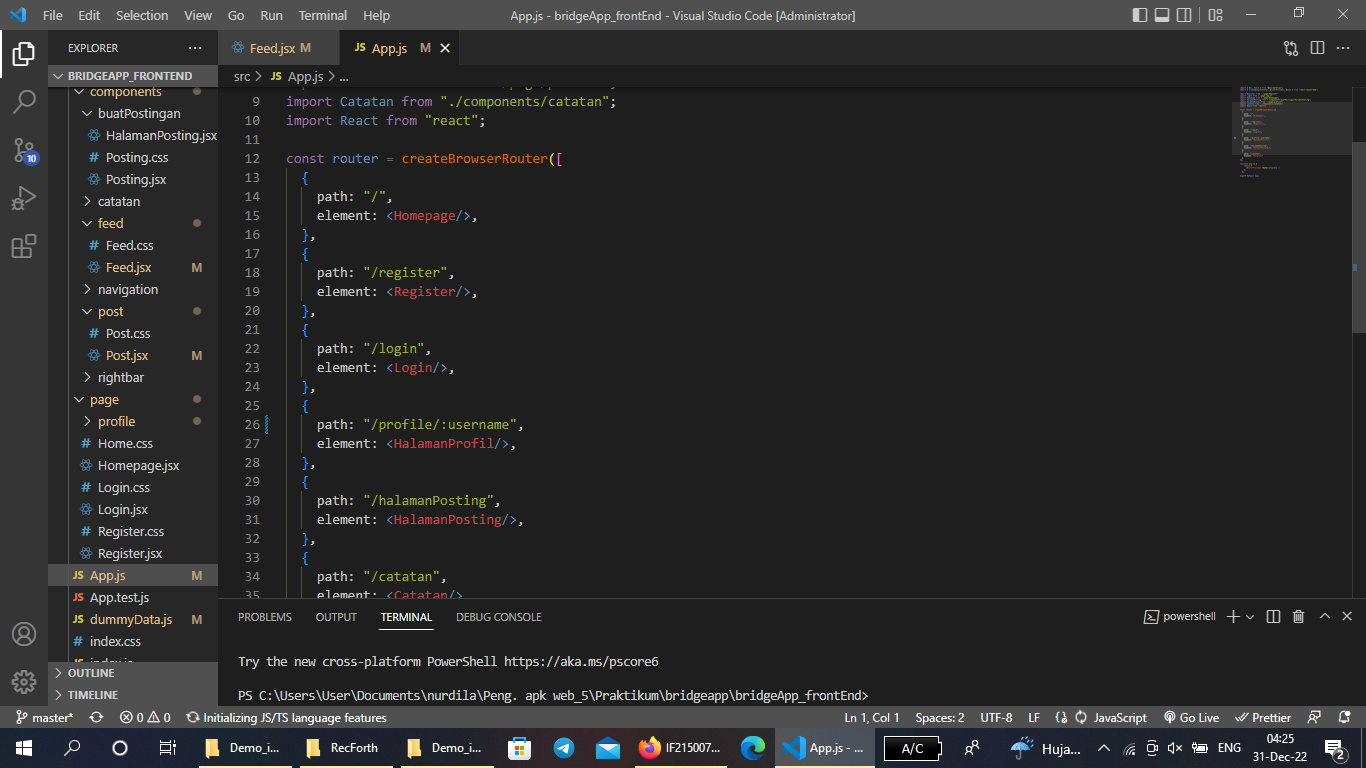 File Edit Selection View Go Run Terminal Help
App.js - bridgeApp_frontEnd - Visual Studio Code [Administrator]
EXPLORER
BRIDGEAPP_FRONTEND
components
buatPostingan
HalamanPosting.jsx
# Posting.css
Posting.jsx
catatan
feed
# Feed.css
Feed.jsx M
navigation
post
# Post.css
Post.jsx M
rightbar
page
profile
# Home.css
Homepage.jsx
# Login.css
Login.jsx
# Register.css
Register.jsx
JS App.js M
JS App.test.js
JS dummyData.js M
# index.css
OUTLINE
TIMELINE
10
Feed.jsx M
JS App.js M
src > JS App.js > ...
9 import Catatan from "./components/catatan";
10 import React from "react";
11
12 const router = createBrowserRouter([
13 {
14 path: "/",
15 element: <Homepage/>,
16 },
17 {
18 path: "/register",
19 element: <Register/>,
20 },
21 {
22 path: "/login",
23 element: <Login/>,
24 },
25 {
26 path: "/profile/:username",
27 element: <HalamanProfil/>,
28 },
29 {
30 path: "/halamanPosting",
31 element: <HalamanPosting/>,
32 },
33 {
34 path: "/catatan",
35 element: <Catatan/>
PROBLEMS OUTPUT TERMINAL DEBUG CONSOLE
powershell
Try the new cross-platform PowerShell https://aka.ms/pscore6
PS C:\Users\User\Documents\nurdila\Peng. apk web_5\Praktikum\bridgeapp\bridgeApp_frontEnd>
master* 0 0 Initializing JS/TS language features
Ln 1, Col 1 Spaces: 2 UTF-8 LF JavaScript Go Live Prettier
Demo_i... RecForth Demo_i... IF215007... App.js - ... A/C Huja... ENG
04:25
31-Dec-22
2